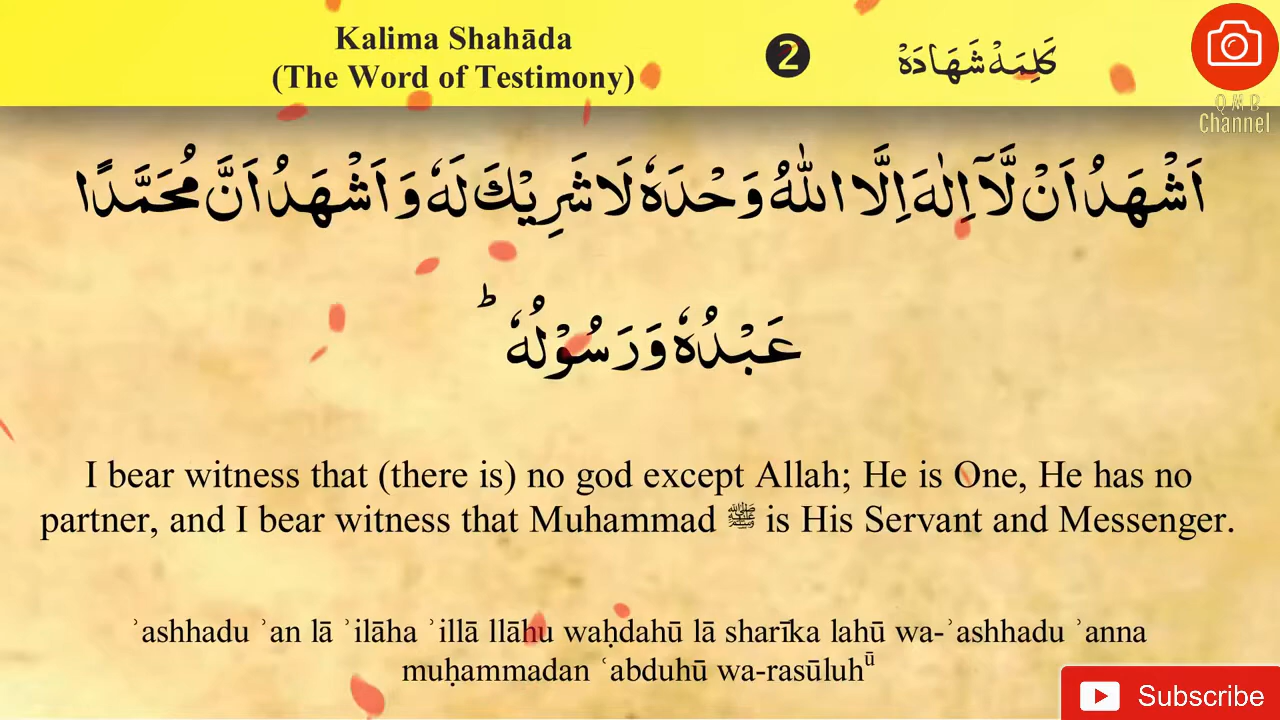 Kalima Shahāda
(The Word of Testimony)
2
كَلِمَهْ شَهَادَهْ
QMB
Channel
اَشْهَدُ اَنْ لَّآ اِلٰهَ اِلَّا اللّٰهُ وَحْدَهٗ لَا شَرِيْكَ لَهٗ وَ اَشْهَدُ اَنَّ مُحَمَّدًا
عَبْدُهٗ وَرَسُوْلُهٗ ؕ
I bear witness that (there is) no god except Allah; He is One, He has no
partner, and I bear witness that Muhammad ﷺ is His Servant and Messenger.
ʾashhadu ʾan lā ʾilāha ʾillā llāhu waḥdahū lā sharīka lahū wa-ʾashhadu ʾanna
muḥammadan ʿabduhū wa-rasūluhū
Subscribe